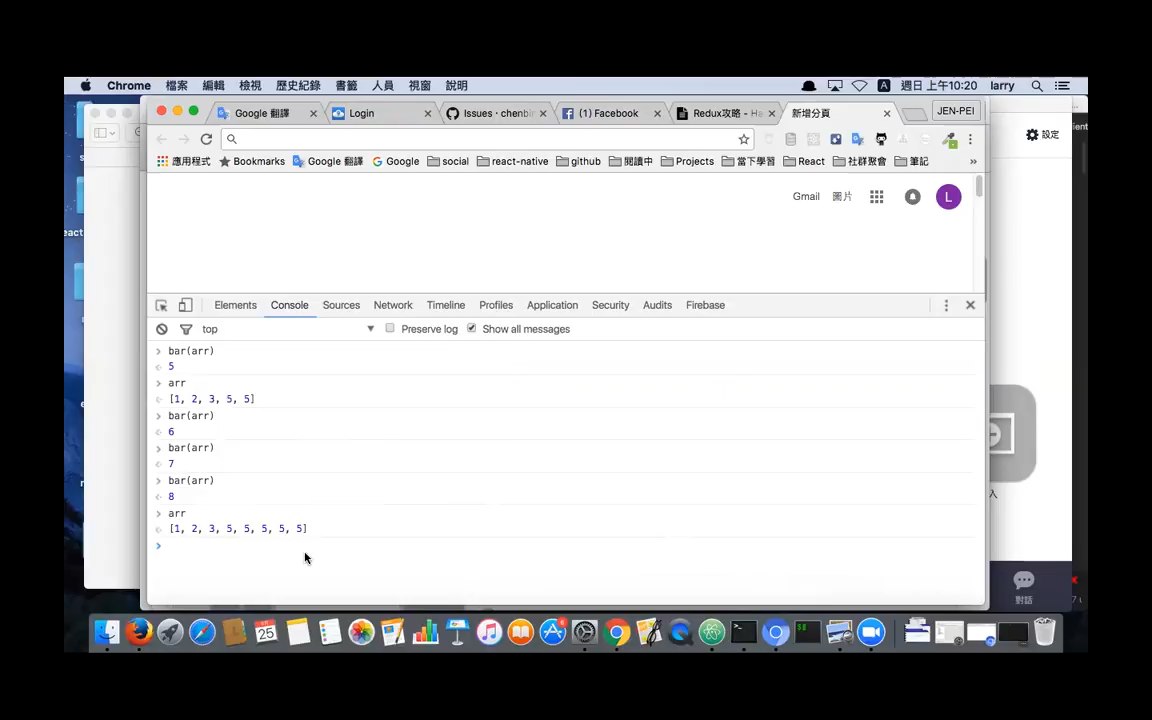 Chrome 檔案 編輯 檢視 歷史紀錄 書籤 人員 視窗 說明 A 週日 上午10:20 larry
Google 翻譯 Login Issues · chenbi (1) Facebook Redux攻略 - Ha 新增分頁 JEN-PEI
設定
應用程式 Bookmarks Google 翻譯 Google social react-native github 閱讀中 Projects 當下學習 React 社群聚會 筆記 »
Gmail 圖片 L
Elements Console Sources Network Timeline Profiles Application Security Audits Firebase
top Preserve log Show all messages
bar(arr)
5
arr
[1, 2, 3, 5, 5]
bar(arr)
6
bar(arr)
7
bar(arr)
8
arr
[1, 2, 3, 5, 5, 5, 5, 5]
對話
25